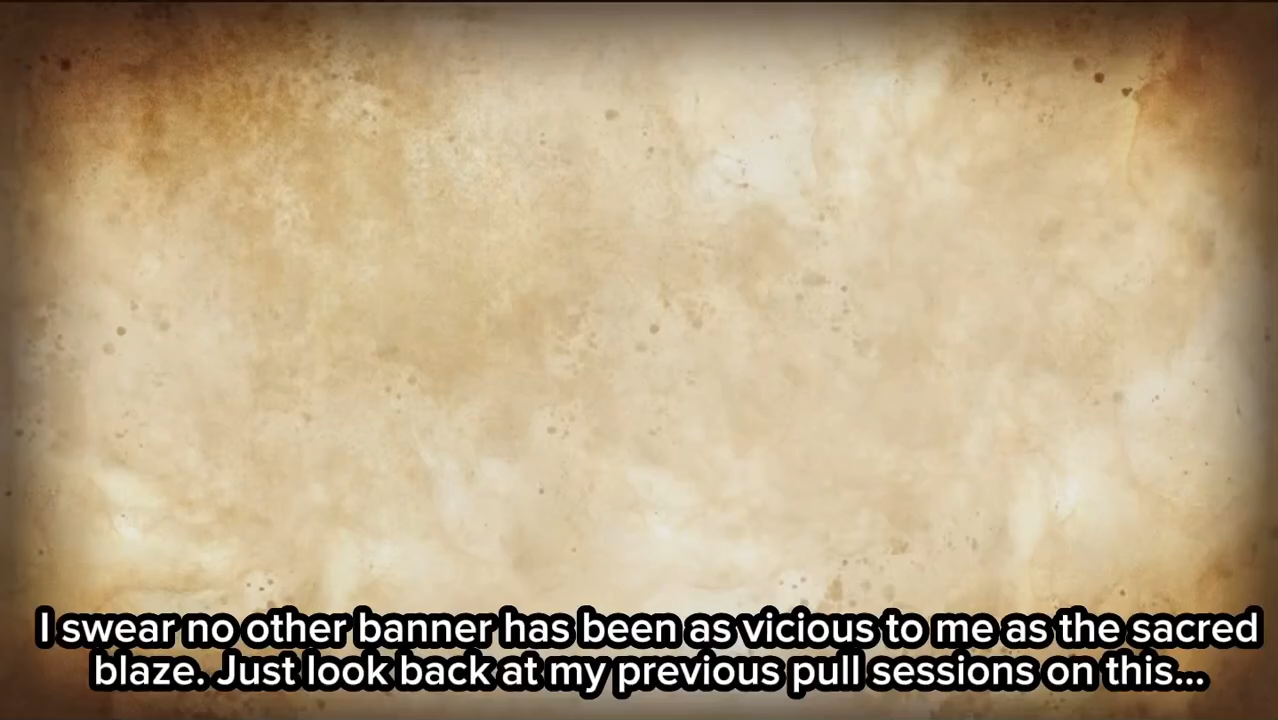 I swear no other banner has been as vicious to me as the sacred
blaze. Just look back at my previous pull sessions on this...